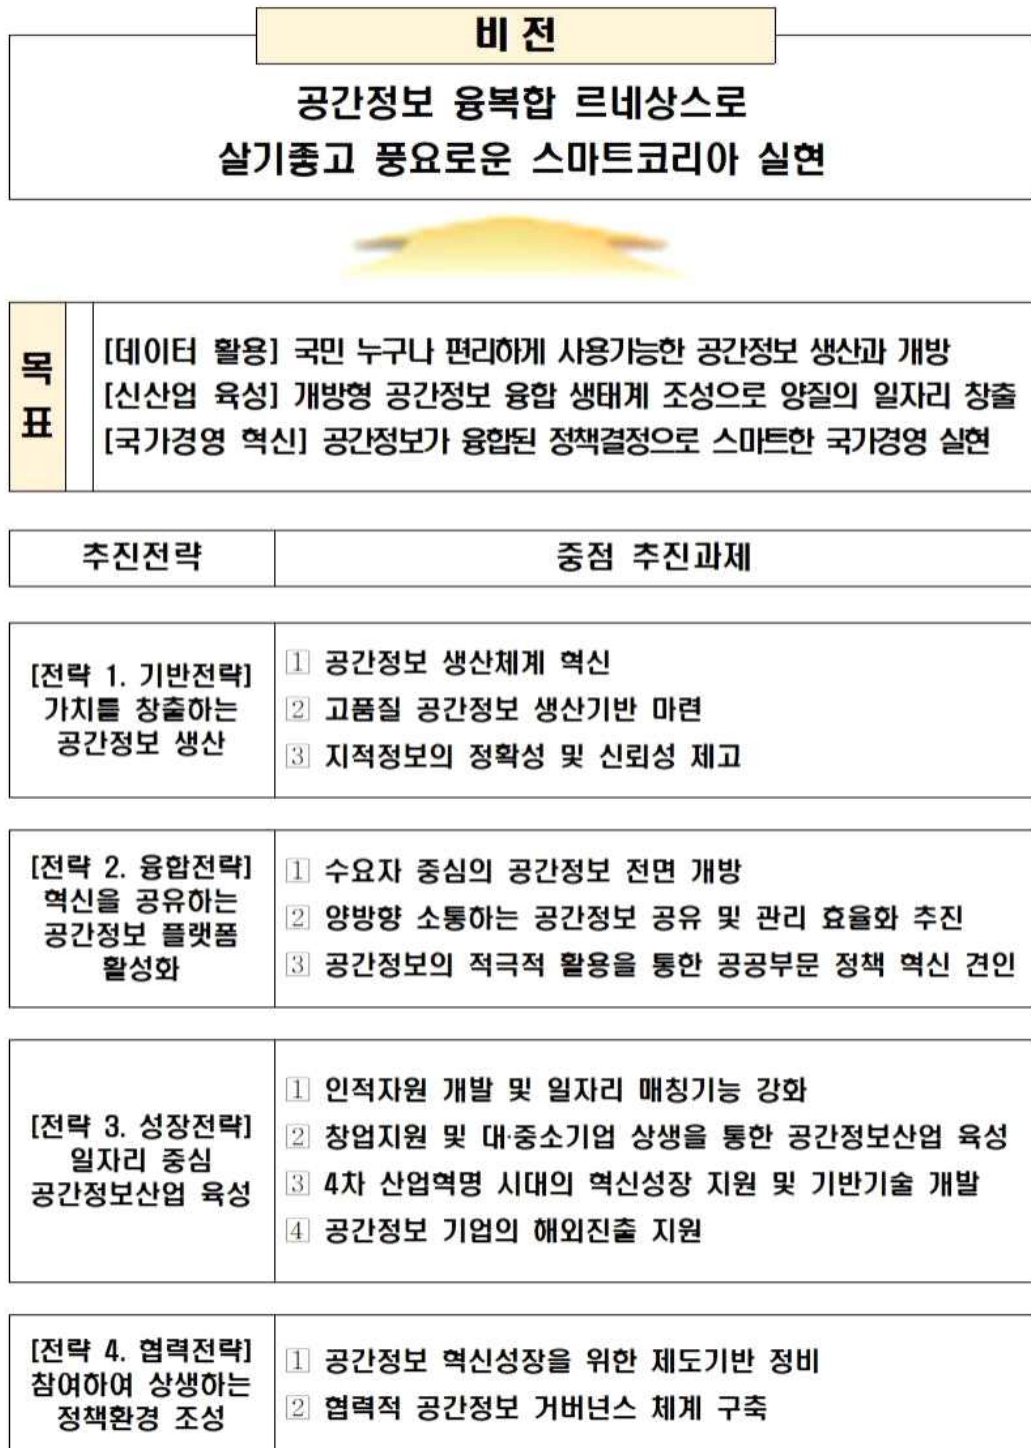 비 전
공간정보 융복합 르네상스로
살기좋고 풍요로운 스마트코리아 실현
목
표
[데이터 활용] 국민 누구나 편리하게 사용가능한 공간정보 생산과 개방
[신산업 육성] 개방형 공간정보 융합 생태계 조성으로 양질의 일자리 창출
[국가경영 혁신] 공간정보가 융합된 정책결정으로 스마트한 국가경영 실현
추진전략
중점 추진과제
[전략 1. 기반전략]
가치를 창출하는
공간정보 생산
1 공간정보 생산체계 혁신
2 고품질 공간정보 생산기반 마련
3 지적정보의 정확성 및 신뢰성 제고
[전략 2. 융합전략]
혁신을 공유하는
공간정보 플랫폼
활성화
1 수요자 중심의 공간정보 전면 개방
2 양방향 소통하는 공간정보 공유 및 관리 효율화 추진
3 공간정보의 적극적 활용을 통한 공공부문 정책 혁신 견인
[전략 3. 성장전략]
일자리 중심
공간정보산업 육성
1 인적자원 개발 및 일자리 매칭기능 강화
2 창업지원 및 대·중소기업 상생을 통한 공간정보산업 육성
3 4차 산업혁명 시대의 혁신성장 지원 및 기반기술 개발
4 공간정보 기업의 해외진출 지원
[전략 4. 협력전략]
참여하여 상생하는
정책환경 조성
1 공간정보 혁신성장을 위한 제도기반 정비
2 협력적 공간정보 거버넌스 체계 구축